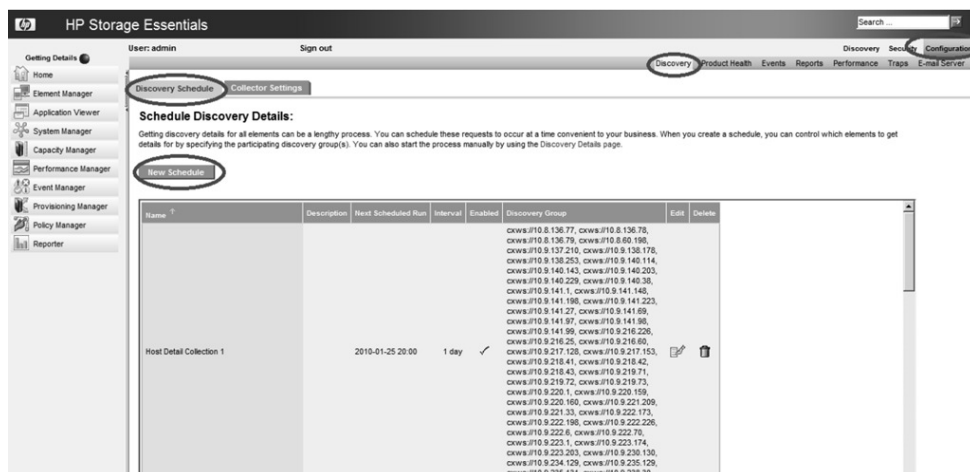 hp HP Storage Essentials
Search ...
User: admin Sign out
Discovery Security Configuration
Getting Details
Discovery Product Health Events Reports Performance Traps E-mail Server
Home
Element Manager
Application Viewer
System Manager
Capacity Manager
Performance Manager
Event Manager
Provisioning Manager
Policy Manager
Reporter
Discovery Schedule Collector Settings
Schedule Discovery Details:
Getting discovery details for all elements can be a lengthy process. You can schedule these requests to occur at a time convenient to your business. When you create a schedule, you can control which elements to get
details for by specifying the participating discovery group(s). You can also start the process manually by using the Discovery Details page.
New Schedule
Name ↑ Description Next Scheduled Run Interval Enabled Discovery Group Edit Delete
Host Detail Collection 1 2010-01-25 20:00 1 day ✓
cxws://10.8.136.77, cxws://10.8.136.78,
cxws://10.8.136.79, cxws://10.8.60.198,
cxws://10.9.137.210, cxws://10.9.138.178,
cxws://10.9.138.253, cxws://10.9.140.114,
cxws://10.9.140.143, cxws://10.9.140.203,
cxws://10.9.140.229, cxws://10.9.140.38,
cxws://10.9.141.1, cxws://10.9.141.148,
cxws://10.9.141.198, cxws://10.9.141.223,
cxws://10.9.141.27, cxws://10.9.141.69,
cxws://10.9.141.97, cxws://10.9.141.98,
cxws://10.9.141.99, cxws://10.9.216.226,
cxws://10.9.216.25, cxws://10.9.216.60,
cxws://10.9.217.128, cxws://10.9.217.153,
cxws://10.9.218.41, cxws://10.9.218.42,
cxws://10.9.218.43, cxws://10.9.219.71,
cxws://10.9.219.72, cxws://10.9.219.73,
cxws://10.9.220.1, cxws://10.9.220.159,
cxws://10.9.220.160, cxws://10.9.221.209,
cxws://10.9.221.33, cxws://10.9.222.173,
cxws://10.9.222.198, cxws://10.9.222.226,
cxws://10.9.222.6, cxws://10.9.222.70,
cxws://10.9.223.1, cxws://10.9.223.174,
cxws://10.9.223.203, cxws://10.9.230.130,
cxws://10.9.234.129, cxws://10.9.235.129,